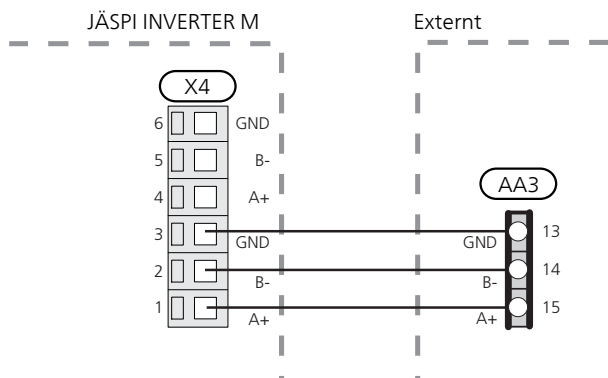 JÄSPI INVERTER M
Externt
X4
6 GND
5 B-
4 A+
AA3
3 GND GND 13
2 B- B- 14
1 A+ A+ 15